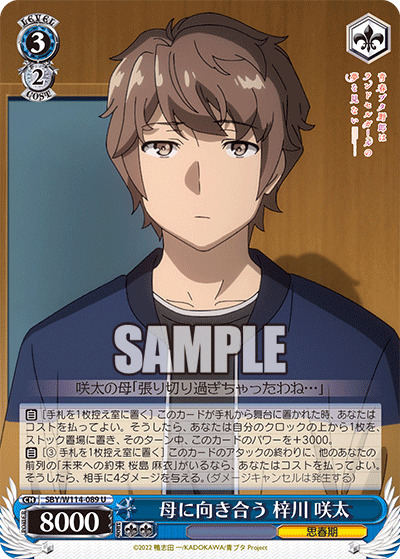 LEVEL
3
2
COST
青春ブタ野郎は
ランドセルガールの
夢を見ない
SAMPLE
咲太の母「張り切り過ぎちゃったわね…」
自 [手札を1枚控え室に置く] このカードが手札から舞台に置かれた時、あなたは
コストを払ってよい。そうしたら、あなたは自分のクロックの上から1枚を、
ストック置場に置き、そのターン中、このカードのパワーを+3000。
自 [③ 手札を1枚控え室に置く] このカードのアタックの終わりに、他のあなたの
前列の「未来への約束 桜島 麻衣」がいるなら、あなたはコストを払ってよい。
そうしたら、相手に4ダメージを与える。(ダメージキャンセルは発生する)
CH SBY/W114-089 U
8000
母に向き合う 梓川 咲太
思春期
©2022 鴨志田 一/KADOKAWA/青ブタ Project